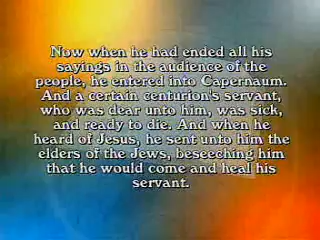 Now when he had ended all his
sayings in the audience of the
people, he entered into Capernaum.
And a certain centurion's servant,
who was dear unto him, was sick,
and ready to die. And when he
heard of Jesus, he sent unto him the
elders of the Jews, beseeching him
that he would come and heal his
servant.